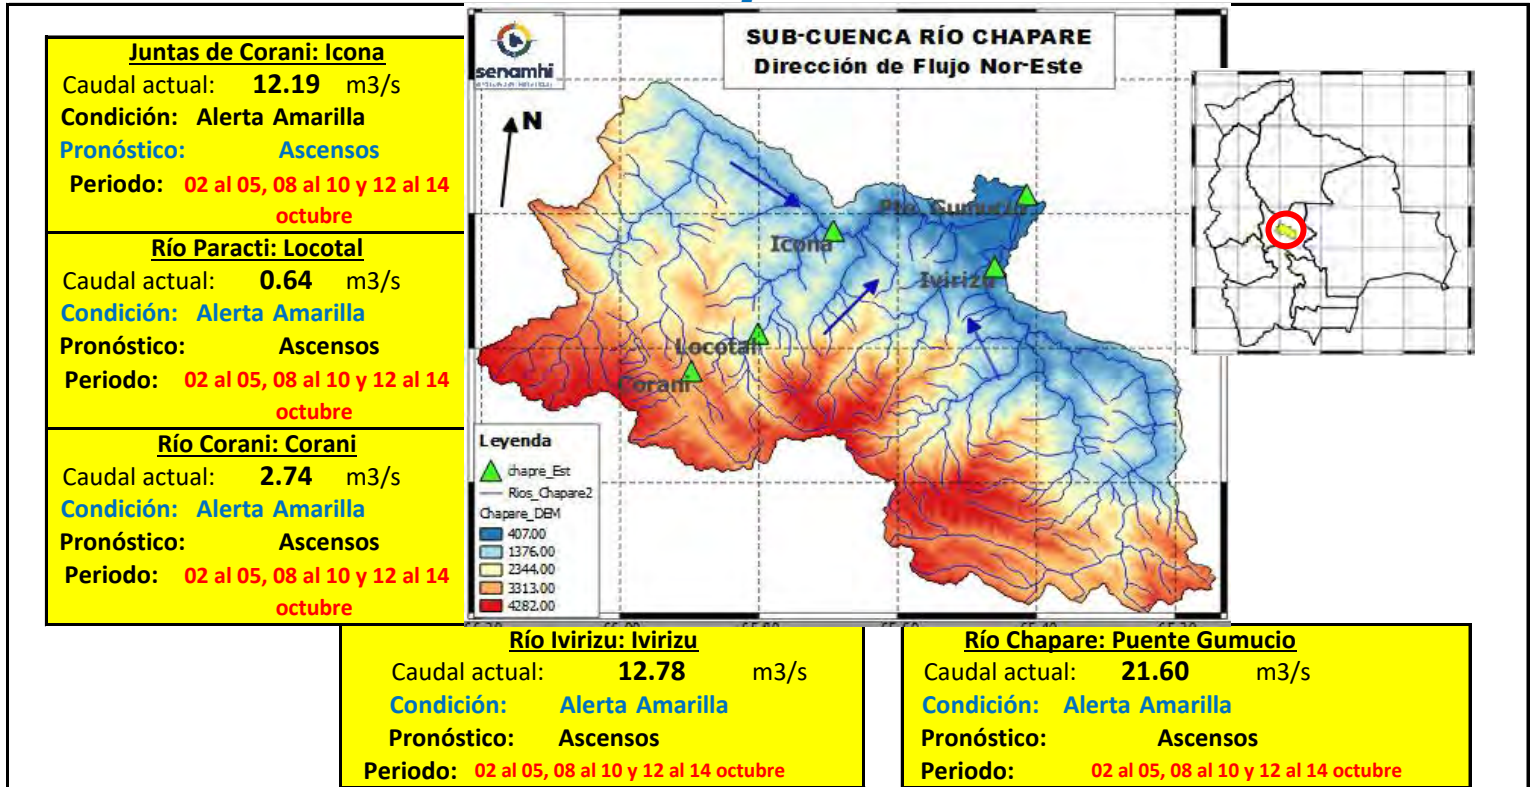 Juntas de Corani: Icona
Caudal actual: 12.19 m3/s
Condición: Alerta Amarilla
Pronóstico: Ascensos
Periodo: 02 al 05, 08 al 10 y 12 al 14
octubre
Río Paracti: Locotal
Caudal actual: 0.64 m3/s
Condición: Alerta Amarilla
Pronóstico: Ascensos
Periodo: 02 al 05, 08 al 10 y 12 al 14
octubre
Río Corani: Corani
Caudal actual: 2.74 m3/s
Condición: Alerta Amarilla
Pronóstico: Ascensos
Periodo: 02 al 05, 08 al 10 y 12 al 14
octubre
senamhi
SUB-CUENCA RÍO CHAPARE
Dirección de Flujo Nor-Este
N
Pte. Gumucio
Icona
Ivirizu
Locotal
Corani
Leyenda
chapre_Est
Rios_Chapare2
Chapare_DEM
407.00
1376.00
2344.00
3313.00
4282.00
Río Ivirizu: Ivirizu
Caudal actual: 12.78 m3/s
Condición: Alerta Amarilla
Pronóstico: Ascensos
Periodo: 02 al 05, 08 al 10 y 12 al 14 octubre
Río Chapare: Puente Gumucio
Caudal actual: 21.60 m3/s
Condición: Alerta Amarilla
Pronóstico: Ascensos
Periodo: 02 al 05, 08 al 10 y 12 al 14 octubre